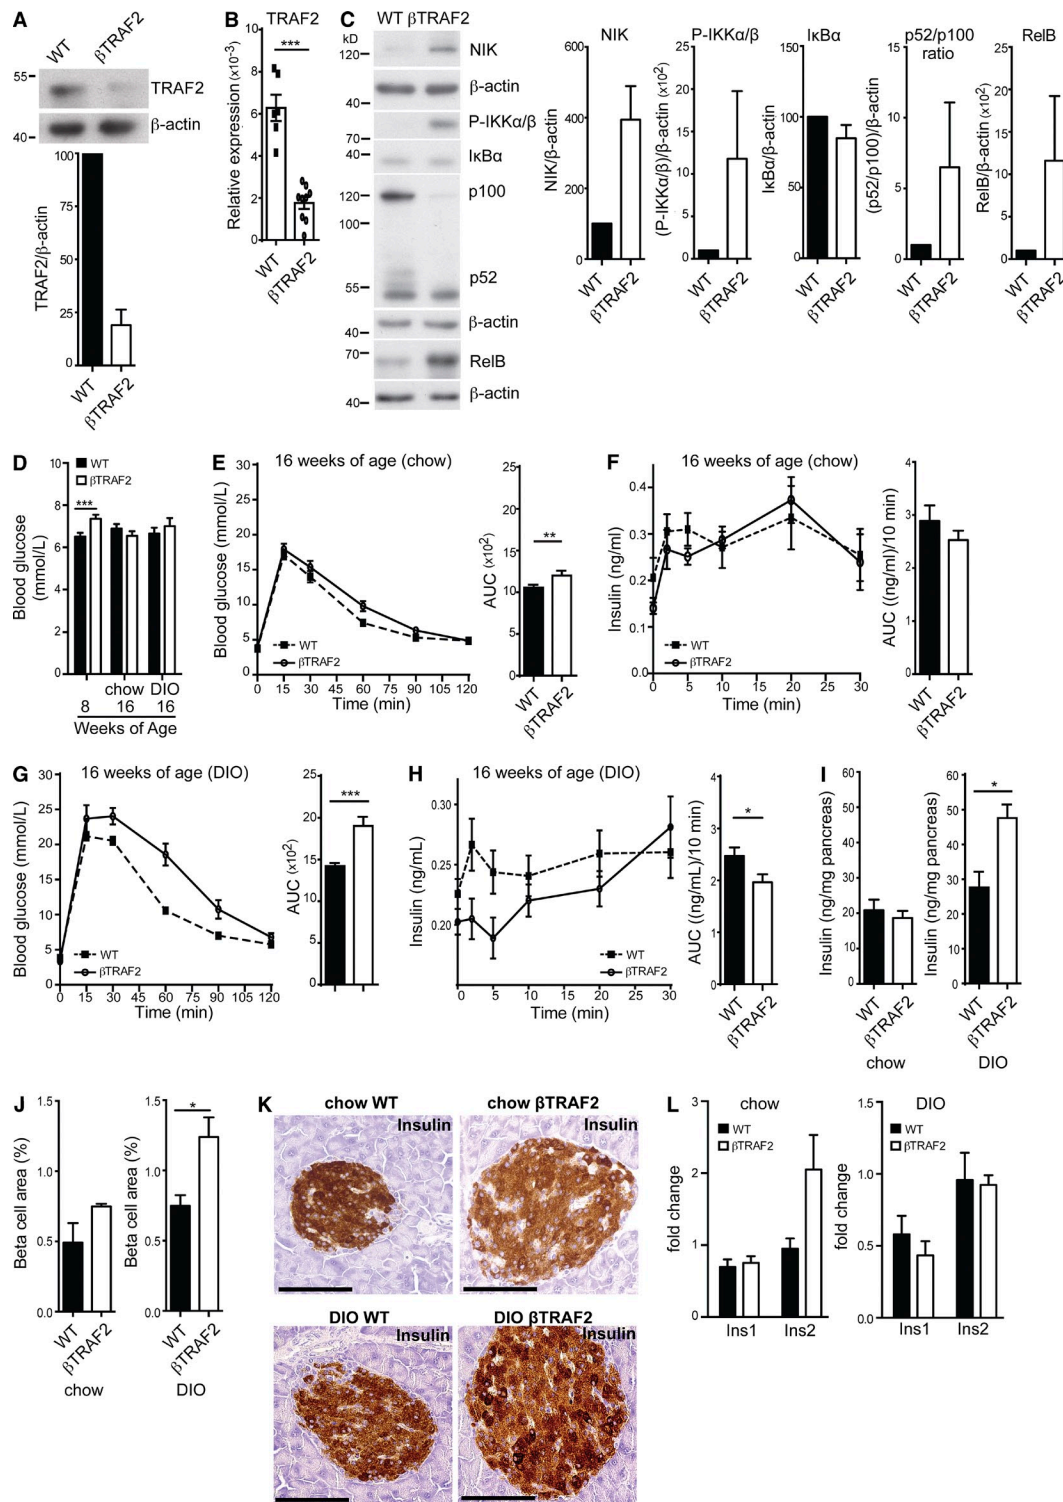 A
WT
βTRAF2
55
TRAF2
β-actin
40
100
75
50
25
0
TRAF2/β-actin
WT
βTRAF2
B
TRAF2
***
10
8
6
4
2
0
Relative expression (x10-3)
WT
βTRAF2
C
WT βTRAF2
kD
120
NIK
β-actin
40
P-IKKα/β
70
40
IκBα
190
p100
120
55
p52
β-actin
40
70
RelB
β-actin
40
NIK
600
400
200
0
NIK/β-actin
WT
βTRAF2
P-IKKα/β
25
20
15
10
5
0
(P-IKKα/β)/β-actin (x10²)
WT
βTRAF2
IκBα
150
100
50
0
IκBα/β-actin
WT
βTRAF2
p52/p100
ratio
25
20
15
10
5
0
(p52/p100)/β-actin
WT
βTRAF2
RelB
25
20
15
10
5
0
RelB/β-actin (x10²)
WT
βTRAF2
D
WT
βTRAF2
***
10
8
6
4
2
0
Blood glucose
(mmol/L)
chow DIO
8 16 16
Weeks of Age
E
16 weeks of age (chow)
30
25
20
15
10
5
0
Blood glucose (mmol/L)
WT
βTRAF2
0 15 30 45 60 75 90 105 120
Time (min)
25
20
15
10
5
0
AUC (x10²)
**
WT
βTRAF2
F
16 weeks of age (chow)
0.4
0.3
0.2
0.1
0.0
Insulin (ng/ml)
WT
βTRAF2
0 5 10 15 20 25 30
Time (min)
4
3
2
1
0
AUC ((ng/ml)/10 min)
WT
βTRAF2
G
16 weeks of age (DIO)
30
25
20
15
10
5
0
Blood glucose (mmol/L)
WT
βTRAF2
0 15 30 45 60 75 90 105 120
Time (min)
25
20
15
10
5
0
AUC (x10²)
***
WT
βTRAF2
H
16 weeks of age (DIO)
0.30
0.25
0.20
Insulin (ng/mL)
WT
βTRAF2
0 5 10 15 20 25 30
Time (min)
4
3
2
1
0
AUC ((ng/mL)/10 min)
*
WT
βTRAF2
I
60
50
40
30
20
10
0
Insulin (ng/mg pancreas)
WT
βTRAF2
chow
60
50
40
30
20
10
0
Insulin (ng/mg pancreas)
*
WT
βTRAF2
DIO
J
1.5
1.0
0.5
0.0
Beta cell area (%)
WT
βTRAF2
chow
1.5
1.0
0.5
0.0
Beta cell area (%)
*
WT
βTRAF2
DIO
K
chow WT
Insulin
chow βTRAF2
Insulin
DIO WT
Insulin
DIO βTRAF2
Insulin
L
chow
WT
βTRAF2
3
2
1
0
fold change
Ins1 Ins2
DIO
WT
βTRAF2
1.5
1.0
0.5
0.0
fold change
Ins1 Ins2